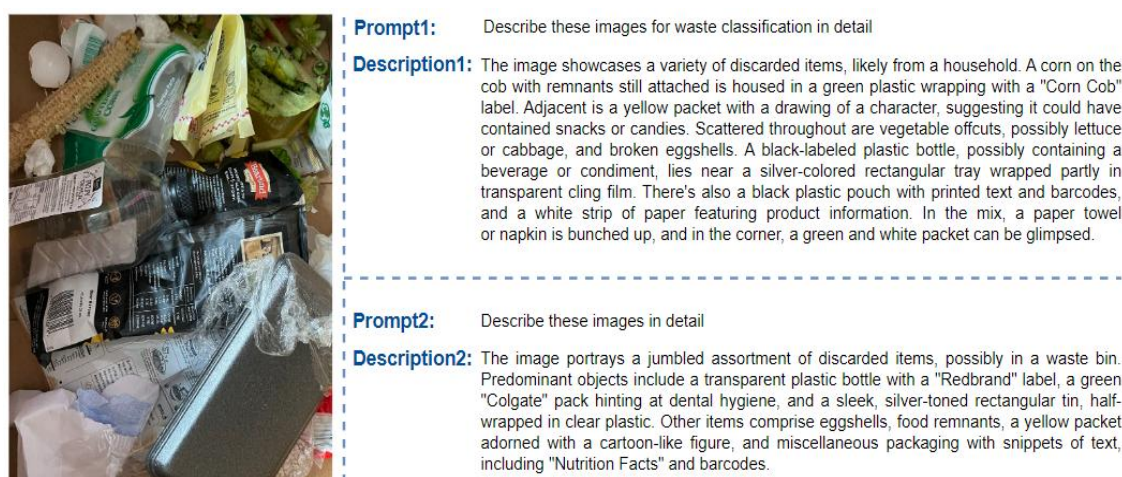 Prompt1: Describe these images for waste classification in detail
Description1: The image showcases a variety of discarded items, likely from a household. A corn on the
cob with remnants still attached is housed in a green plastic wrapping with a "Corn Cob"
label. Adjacent is a yellow packet with a drawing of a character, suggesting it could have
contained snacks or candies. Scattered throughout are vegetable offcuts, possibly lettuce
or cabbage, and broken eggshells. A black-labeled plastic bottle, possibly containing a
beverage or condiment, lies near a silver-colored rectangular tray wrapped partly in
transparent cling film. There's also a black plastic pouch with printed text and barcodes,
and a white strip of paper featuring product information. In the mix, a paper towel
or napkin is bunched up, and in the corner, a green and white packet can be glimpsed.
Prompt2: Describe these images in detail
Description2: The image portrays a jumbled assortment of discarded items, possibly in a waste bin.
Predominant objects include a transparent plastic bottle with a "Redbrand" label, a green
"Colgate" pack hinting at dental hygiene, and a sleek, silver-toned rectangular tin, half-
wrapped in clear plastic. Other items comprise eggshells, food remnants, a yellow packet
adorned with a cartoon-like figure, and miscellaneous packaging with snippets of text,
including "Nutrition Facts" and barcodes.